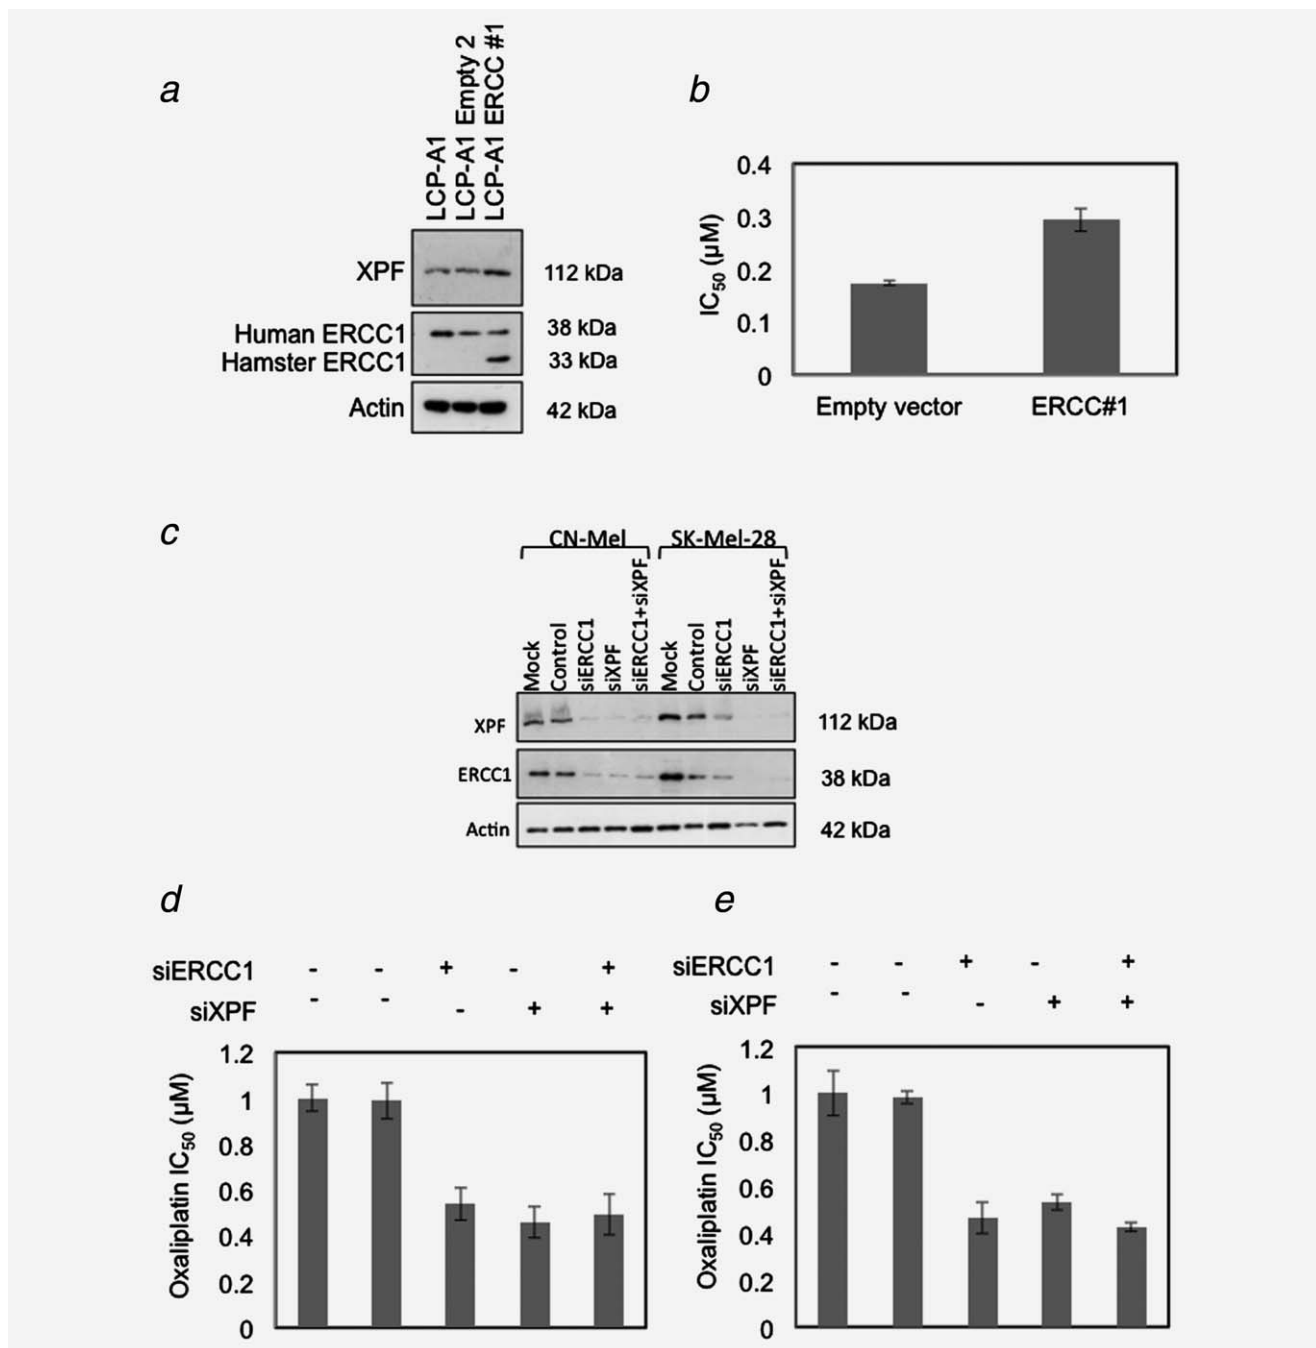 a
LCP-A1
LCP-A1 Empty 2
LCP-A1 ERCC #1
XPF 112 kDa
Human ERCC1 38 kDa
Hamster ERCC1 33 kDa
Actin 42 kDa
b
IC50 (µM)
0.4
0.3
0.2
0.1
0
Empty vector ERCC#1
c
CN-Mel SK-Mel-28
Mock
Control
siERCC1
siXPF
siERCC1+siXPF
Mock
Control
siERCC1
siXPF
siERCC1+siXPF
XPF 112 kDa
ERCC1 38 kDa
Actin 42 kDa
d
siERCC1 - - + - +
siXPF - - - + +
Oxaliplatin IC50 (µM)
1.2
1
0.8
0.6
0.4
0.2
0
e
siERCC1 - - + - +
siXPF - - - + +
Oxaliplatin IC50 (µM)
1.2
1
0.8
0.6
0.4
0.2
0